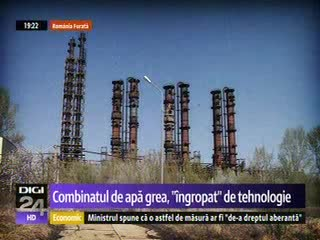 19:22
România Furată
Combinatul de apă grea, "îngropat" de tehnologie
DIGI
24
HD
Economic
Ministrul spune că o astfel de măsură ar fi "de-a dreptul aberantă"